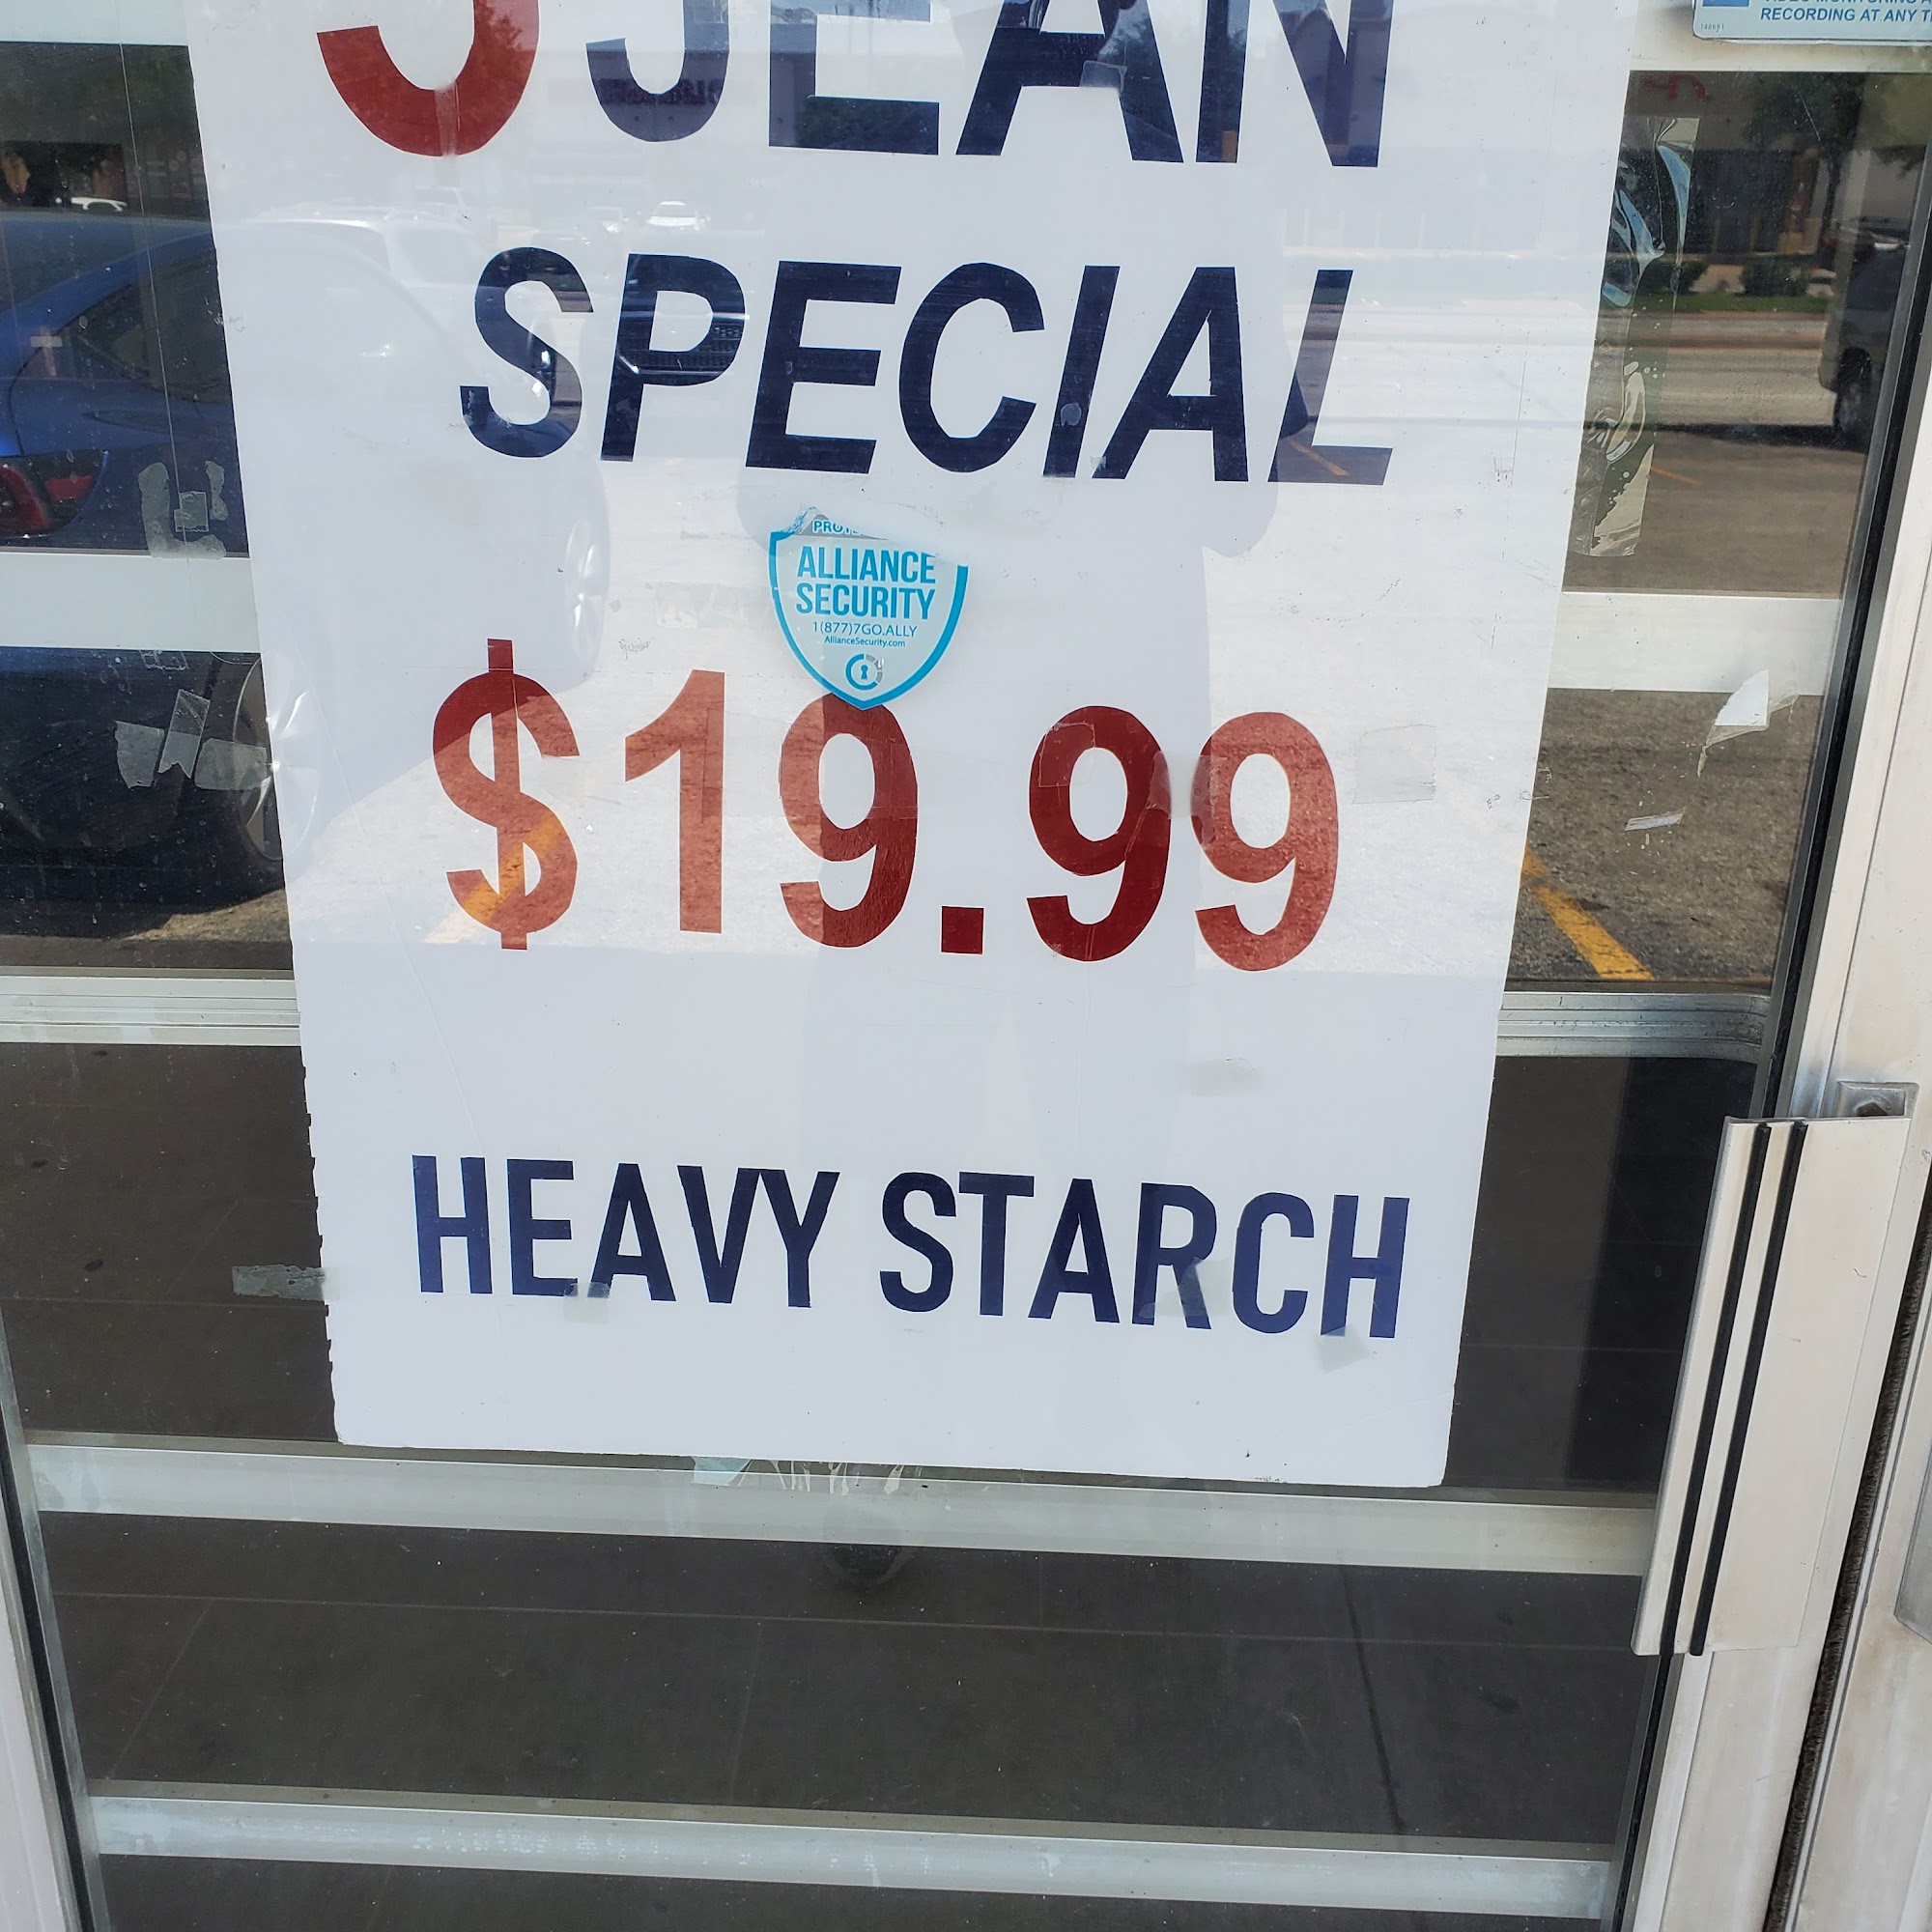 RECORDING AT ANY
JEAN
SPECIAL
ALLIANCE
SECURITY
1(877)7GO.ALLY
AllianceSecurity.com
$19.99
HEAVY STARCH